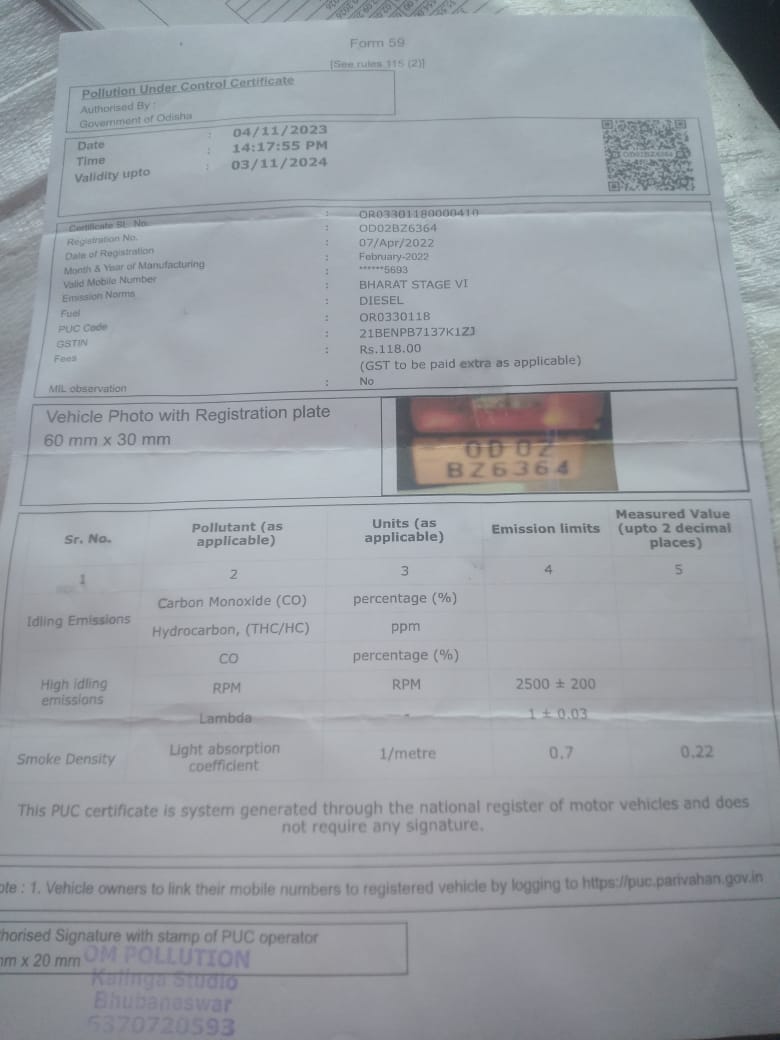 Form 59
[See rules 115 (2)]
Pollution Under Control Certificate
Authorised By :
Government of Odisha
Date : 04/11/2023
Time : 14:17:55 PM
Validity upto : 03/11/2024
OD02BZ6364
Certificate SL. No. : OR03301180000410
Registration No. : OD02BZ6364
Date of Registration : 07/Apr/2022
Month & Year of Manufacturing : February-2022
Valid Mobile Number : ******5693
Emission Norms : BHARAT STAGE VI
Fuel : DIESEL
PUC Code : OR0330118
GSTIN : 21BENPB7137K1ZJ
Fees : Rs.118.00
(GST to be paid extra as applicable)
MIL observation : No
Vehicle Photo with Registration plate
60 mm x 30 mm
OD 02
BZ6364
Sr. No. Pollutant (as applicable) Units (as applicable) Emission limits Measured Value (upto 2 decimal places)
1 2 3 4 5
Idling Emissions Carbon Monoxide (CO) percentage (%)
Hydrocarbon, (THC/HC) ppm
High idling emissions CO percentage (%)
RPM RPM 2500 ± 200
Lambda - 1 ± 0.03
Smoke Density Light absorption coefficient 1/metre 0.7 0.22
This PUC certificate is system generated through the national register of motor vehicles and does
not require any signature.
ote : 1. Vehicle owners to link their mobile numbers to registered vehicle by logging to https://puc.parivahan.gov.in
horised Signature with stamp of PUC operator
mm x 20 mm
OM POLLUTION
Kalinga Studio
Bhubaneswar
6370720593